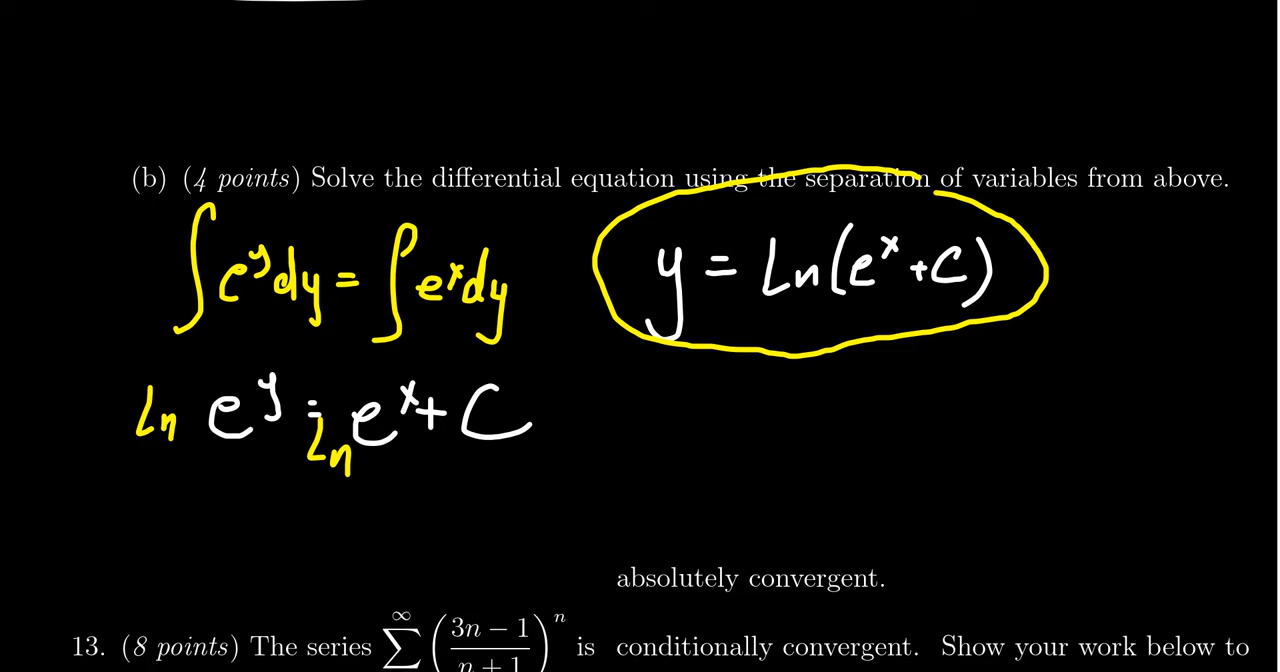 (b) (4 points) Solve the differential equation using the separation of variables from above.
∫ e^y dy = ∫ e^x dy
y = Ln(e^x + C)
ln e^y = ln e^x + C
absolutely convergent.
13. (8 points) The series ∑^∞ ((3n − 1)/(n + 1))^n is conditionally convergent. Show your work below to